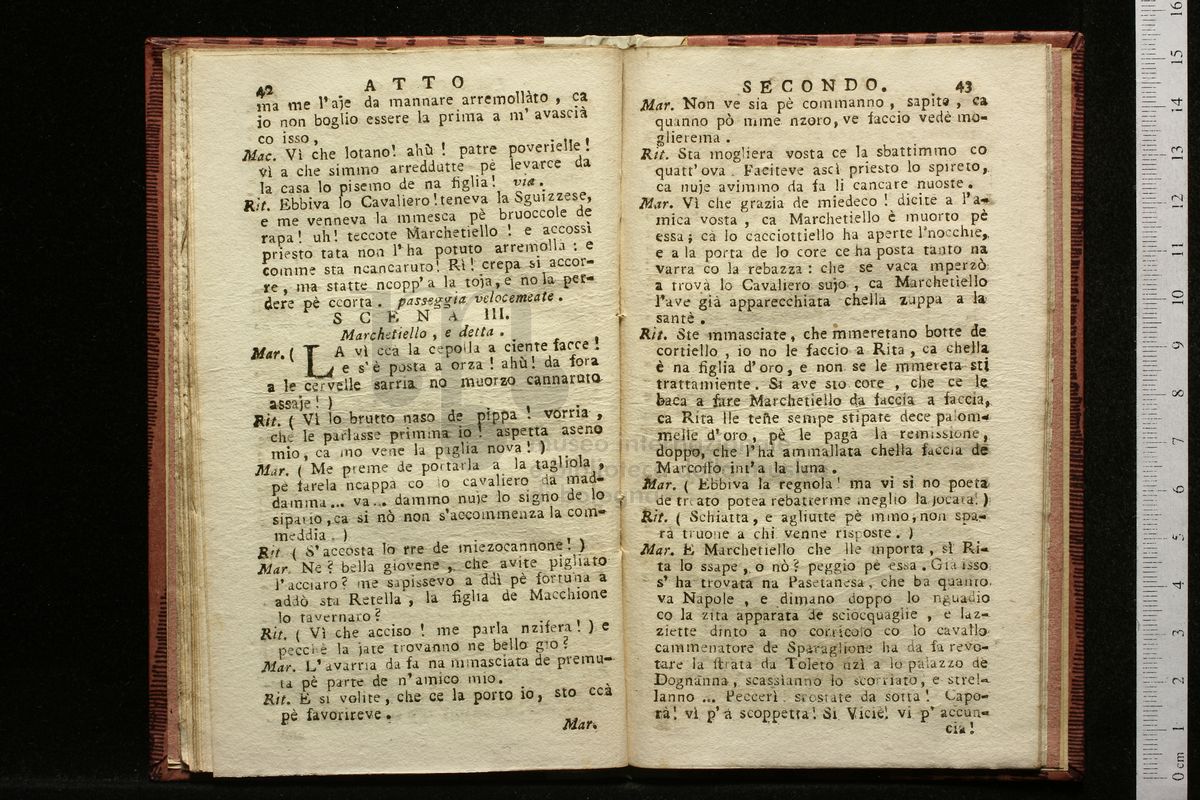 42 ATTO
ma me l'aje da mannare arremollàto , ca
io non boglio essere la prima a m' avascià
co isso ,
Mac. Vì che lotano! ahù ! patre poverielle !
vì a che simmo arreddutte pè levarce da
la casa lo pisemo de na figlia! via .
Rit. Ebbiva lo Cavaliero ! teneva la Sguizzese,
e me venneva la mmesca pè bruoccole de
rapa! uh! teccote Marchetiello ! e accossì
priesto tata non l' ha potuto arremollà : e
comme sta ncancaruto! Rì! crepa si accor-
re , ma statte ncopp' a la toja, e no la per-
dere pè ccorta . passeggia velocemeate .
SCENA III.
Marchetiello , e detta .
Mar. ( LA vì cca la cepolla a ciente facce !
e s'è posta a orza ! ahù! da fora
a le cervelle sarria no muorzo cannaruto
assaje ! )
Rit. ( Vì lo brutto naso de pippa ! vorria ,
che le parlasse primma io ! aspetta aseno
mio, ca mo vene la paglia nova! )
Mar. ( Me preme de portarla a la tagliola ,
pe farela ncappà co lo cavaliero da mad-
damma ... va ... dammo nuje lo signo de lo
sipario , ca si nò non s'accommenza la com-
meddia . )
Rit ( S'accosta lo rre de miezocannone! )
Mar. Ne? bella giovene , che avite pigliato
l'acciaro? me sapissevo a ddì pè fortuna a
addò sta Retella , la figlia de Macchione
lo tavernaro ?
Rit. ( Vì che acciso ! me parla nzifera! ) e
pecchè la jate trovanno ne bello giò ?
Mar. L'avarria da fa na mmasciata de premu-
ra pè parte de n'amico mio.
Rit. E si volite , che ce la porto io, sto ccà
pè favorireve .
Mar.
SECONDO. 43
Mar. Non ve sia pè commanno , sapite , ca
quanno pò mme nzoro, ve faccio vedè mo-
glierema .
Rit. Sta mogliera vosta ce la sbattimmo co
quatt' ova . Faciteve ascì priesto lo spireto,
ca nuje avimmo da fa li cancare nuoste .
Mar. Vì che grazia de miedeco ! dicite a l'a-
mica vosta , ca Marchetiello è muorto pè
essa ; ca lo cacciottiello ha aperte l'nocchie,
e a la porta de lo core ce ha posta tanto na
varra co la rebazza : che se vaca mperzò
a trovà lo Cavaliero sujo , ca Marchetiello
l'ave già apparecchiata chella zuppa a la
santè .
Rit. Ste mmasciate , che mmeretano botte de
cortiello , io no le faccio a Rita , ca chella
è na figlia d'oro, e non se le mmereta sti
trattamiente . Si ave sto core , che ce le
baca a fare Marchetiello da faccia a faccia,
ca Rita lle tene sempe stipate dece palom-
melle d'oro, pè le pagà la remissione,
doppo, che l'ha ammallata chella faccia de
Marcoffo int'a la luna .
Mar. ( Ebbiva la regnola! ma vi si no poeta
de treato potea rebatterme meglio la jocata! )
Rit. ( Schiatta, e agliutte pè mmo, non spa-
rà truone a chi venne risposte . )
Mar. E Marchetiello che lle mporta , sì Ri-
ta lo ssape , o nò? peggio pè essa . Già isso
s' ha trovata na Pasetanesa, che ba quanto
va Napole , e dimano doppo lo nguadio
co la zita apparata de sciocquaglie , e laz-
ziette dinto a no corricolo co lo cavallo
cammenatore de Sparaglione ha da fa revo-
tare la strata da Toleto nzì a lo palazzo de
Dognanna, scassianno lo scorriato, e strel-
lanno ... Peccerì, scostate da sotta! Capo-
rà! vì p' a scoppetta! Si Viciè! vì p' accun-
cia!